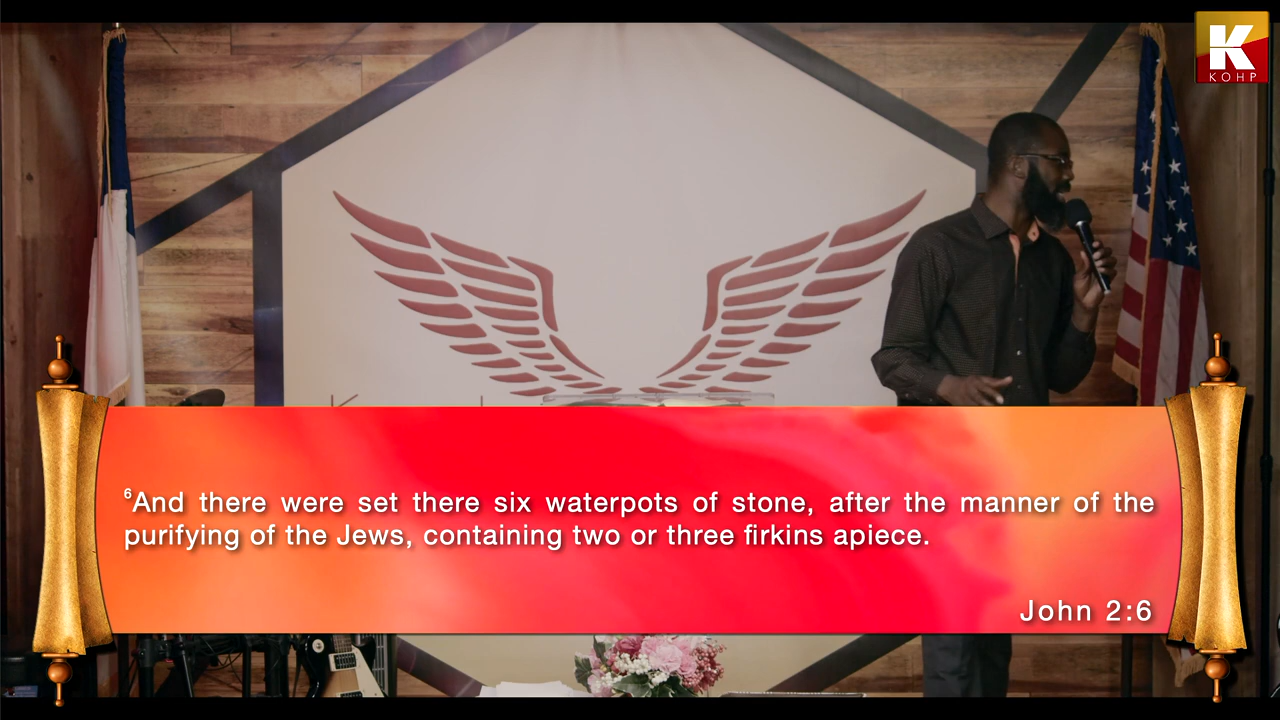 K
KOHP
⁶And there were set there six waterpots of stone, after the manner of the
purifying of the Jews, containing two or three firkins apiece.
John 2:6